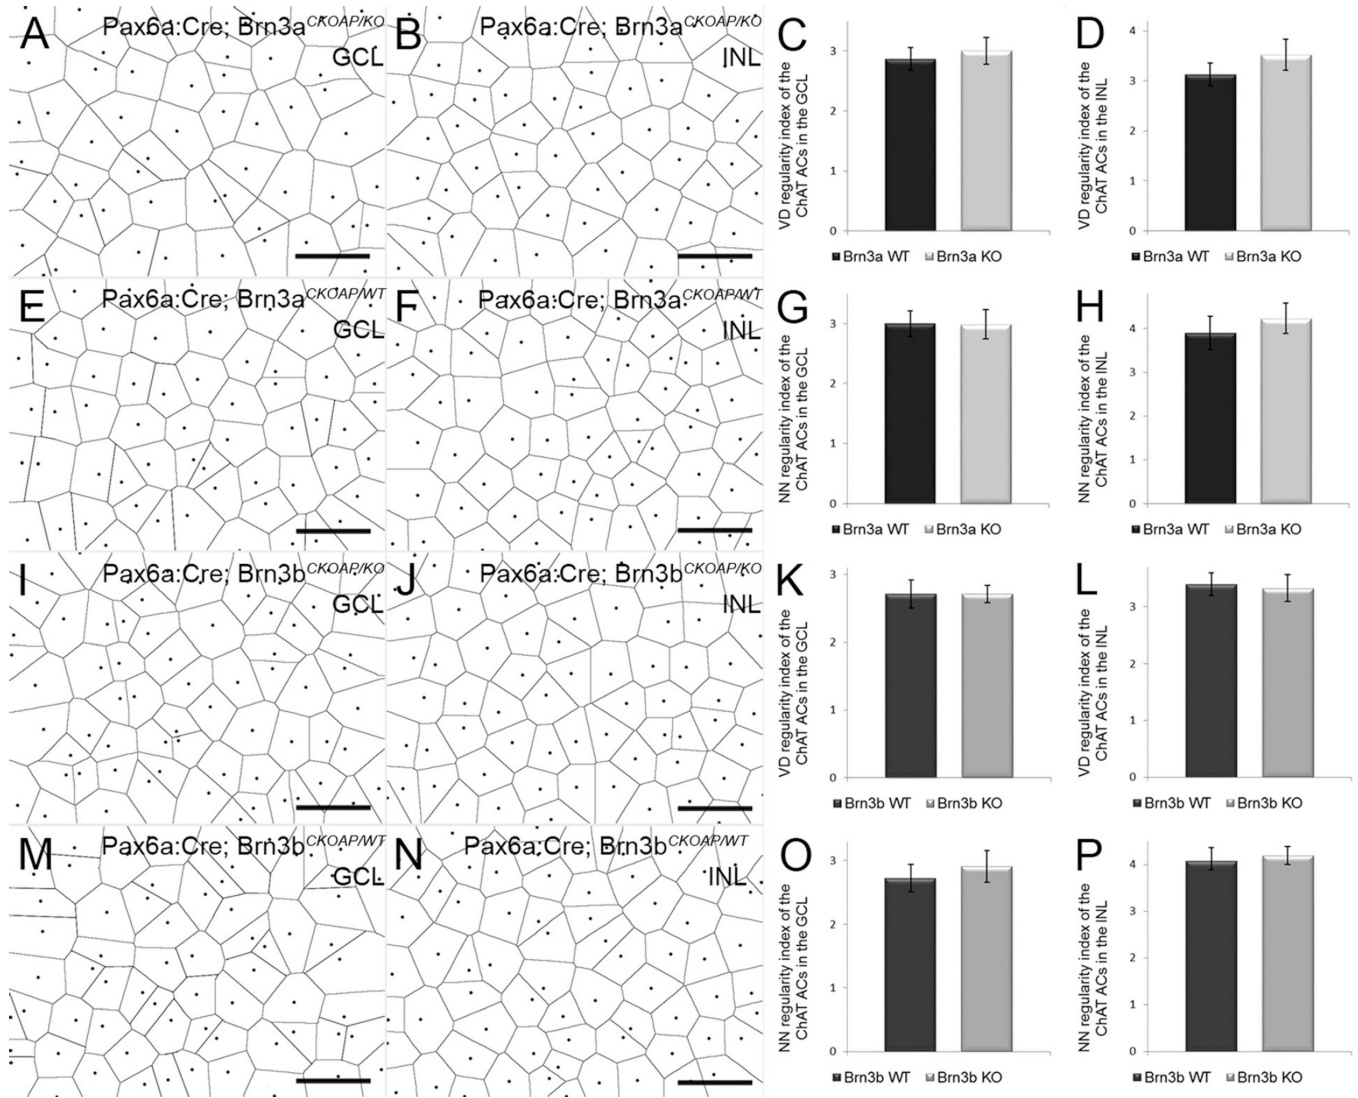 A
Pax6a:Cre; Brn3a CKOAP/KO
GCL
B
Pax6a:Cre; Brn3a CKOAP/KO
INL
C
VD regularity index of the
ChAT ACs in the GCL
3
2
1
0
Brn3a WT Brn3a KO
D
VD regularity index of the
ChAT ACs in the INL
4
3
2
1
0
Brn3a WT Brn3a KO
E
Pax6a:Cre; Brn3a CKOAP/WT
GCL
F
Pax6a:Cre; Brn3a CKOAP/WT
INL
G
NN regularity index of the
ChAT ACs in the GCL
3
2
1
0
Brn3a WT Brn3a KO
H
NN regularity index of the
ChAT ACs in the INL
4
3
2
1
0
Brn3a WT Brn3a KO
I
Pax6a:Cre; Brn3b CKOAP/KO
GCL
J
Pax6a:Cre; Brn3b CKOAP/KO
INL
K
VD regularity index of the
ChAT ACs in the GCL
3
2
1
0
Brn3b WT Brn3b KO
L
VD regularity index of the
ChAT ACs in the INL
3
2
1
0
Brn3b WT Brn3b KO
M
Pax6a:Cre; Brn3b CKOAP/WT
GCL
N
Pax6a:Cre; Brn3b CKOAP/WT
INL
O
NN regularity index of the
ChAT ACs in the GCL
3
2
1
0
Brn3b WT Brn3b KO
P
NN regularity index of the
ChAT ACs in the INL
4
3
2
1
0
Brn3b WT Brn3b KO